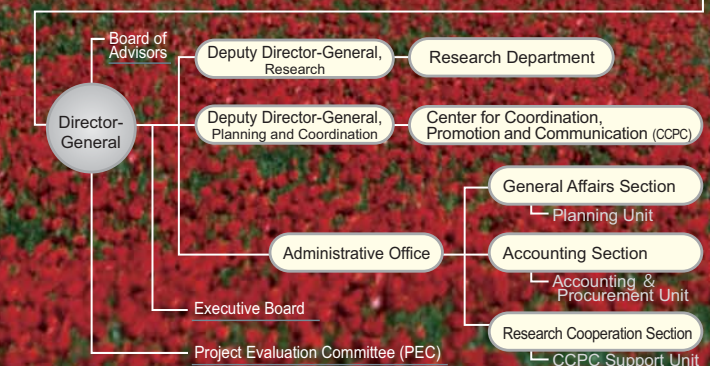 Board of
Advisors
Deputy Director-General,
Research
Research Department
Director-
General
Deputy Director-General,
Planning and Coordination
Center for Coordination,
Promotion and Communication (CCPC)
General Affairs Section
Planning Unit
Administrative Office
Accounting Section
Accounting &
Procurement Unit
Executive Board
Research Cooperation Section
Project Evaluation Committee (PEC)
CCPC Support Unit